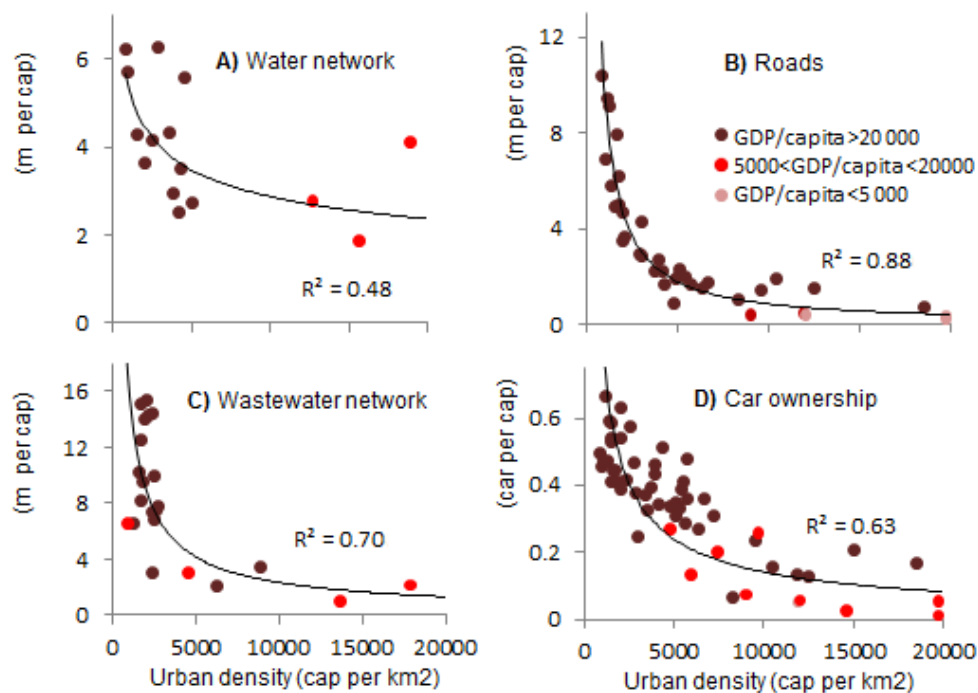 A) Water network
(m per cap)
6
4
2
0
R² = 0.48
B) Roads
(m per cap)
12
8
4
0
GDP/capita>20 000
5000<GDP/capita<20000
GDP/capita<5 000
R² = 0.88
C) Wastewater network
(m per cap)
16
12
8
4
0
R² = 0.70
0 5000 10000 15000 20000
Urban density (cap per km2)
D) Car ownership
(car per cap)
0.6
0.4
0.2
0
R² = 0.63
0 5000 10000 15000 20000
Urban density (cap per km2)